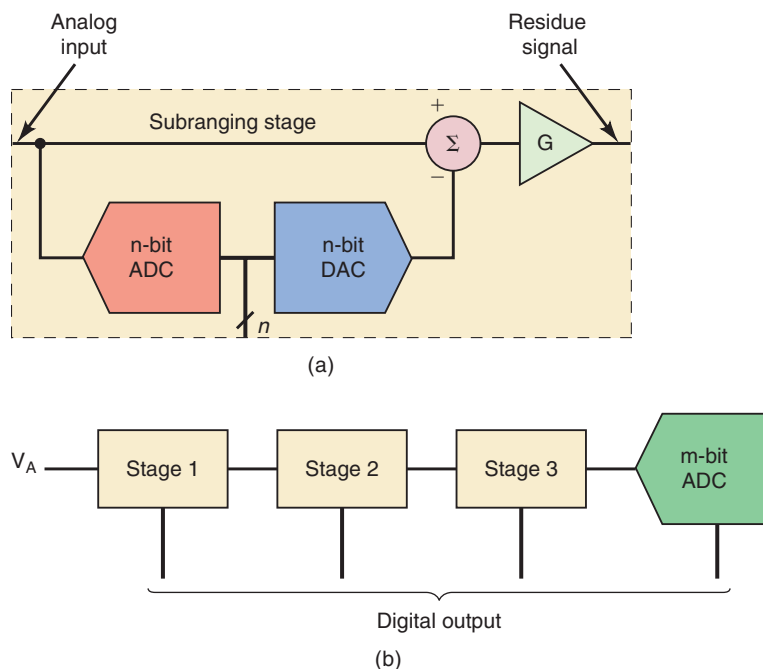 Analog
input
Residue
signal
Subranging stage
+
Σ
−
G
n-bit
ADC
n-bit
DAC
n
(a)
V_A
Stage 1
Stage 2
Stage 3
m-bit
ADC
Digital output
(b)